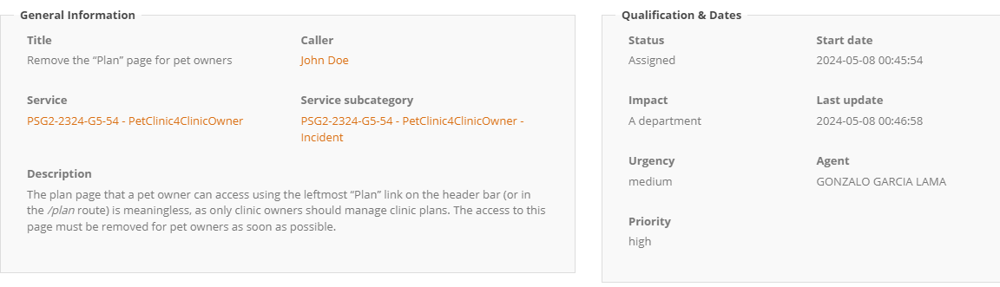 General Information
Title
Caller
Remove the “Plan” page for pet owners
John Doe
Service
Service subcategory
PSG2-2324-G5-54 - PetClinic4ClinicOwner
PSG2-2324-G5-54 - PetClinic4ClinicOwner -
Incident
Description
The plan page that a pet owner can access using the leftmost “Plan” link on the header bar (or in
the /plan route) is meaningless, as only clinic owners should manage clinic plans. The access to this
page must be removed for pet owners as soon as possible.
Qualification & Dates
Status
Start date
Assigned
2024-05-08 00:45:54
Impact
Last update
A department
2024-05-08 00:46:58
Urgency
Agent
medium
GONZALO GARCIA LAMA
Priority
high